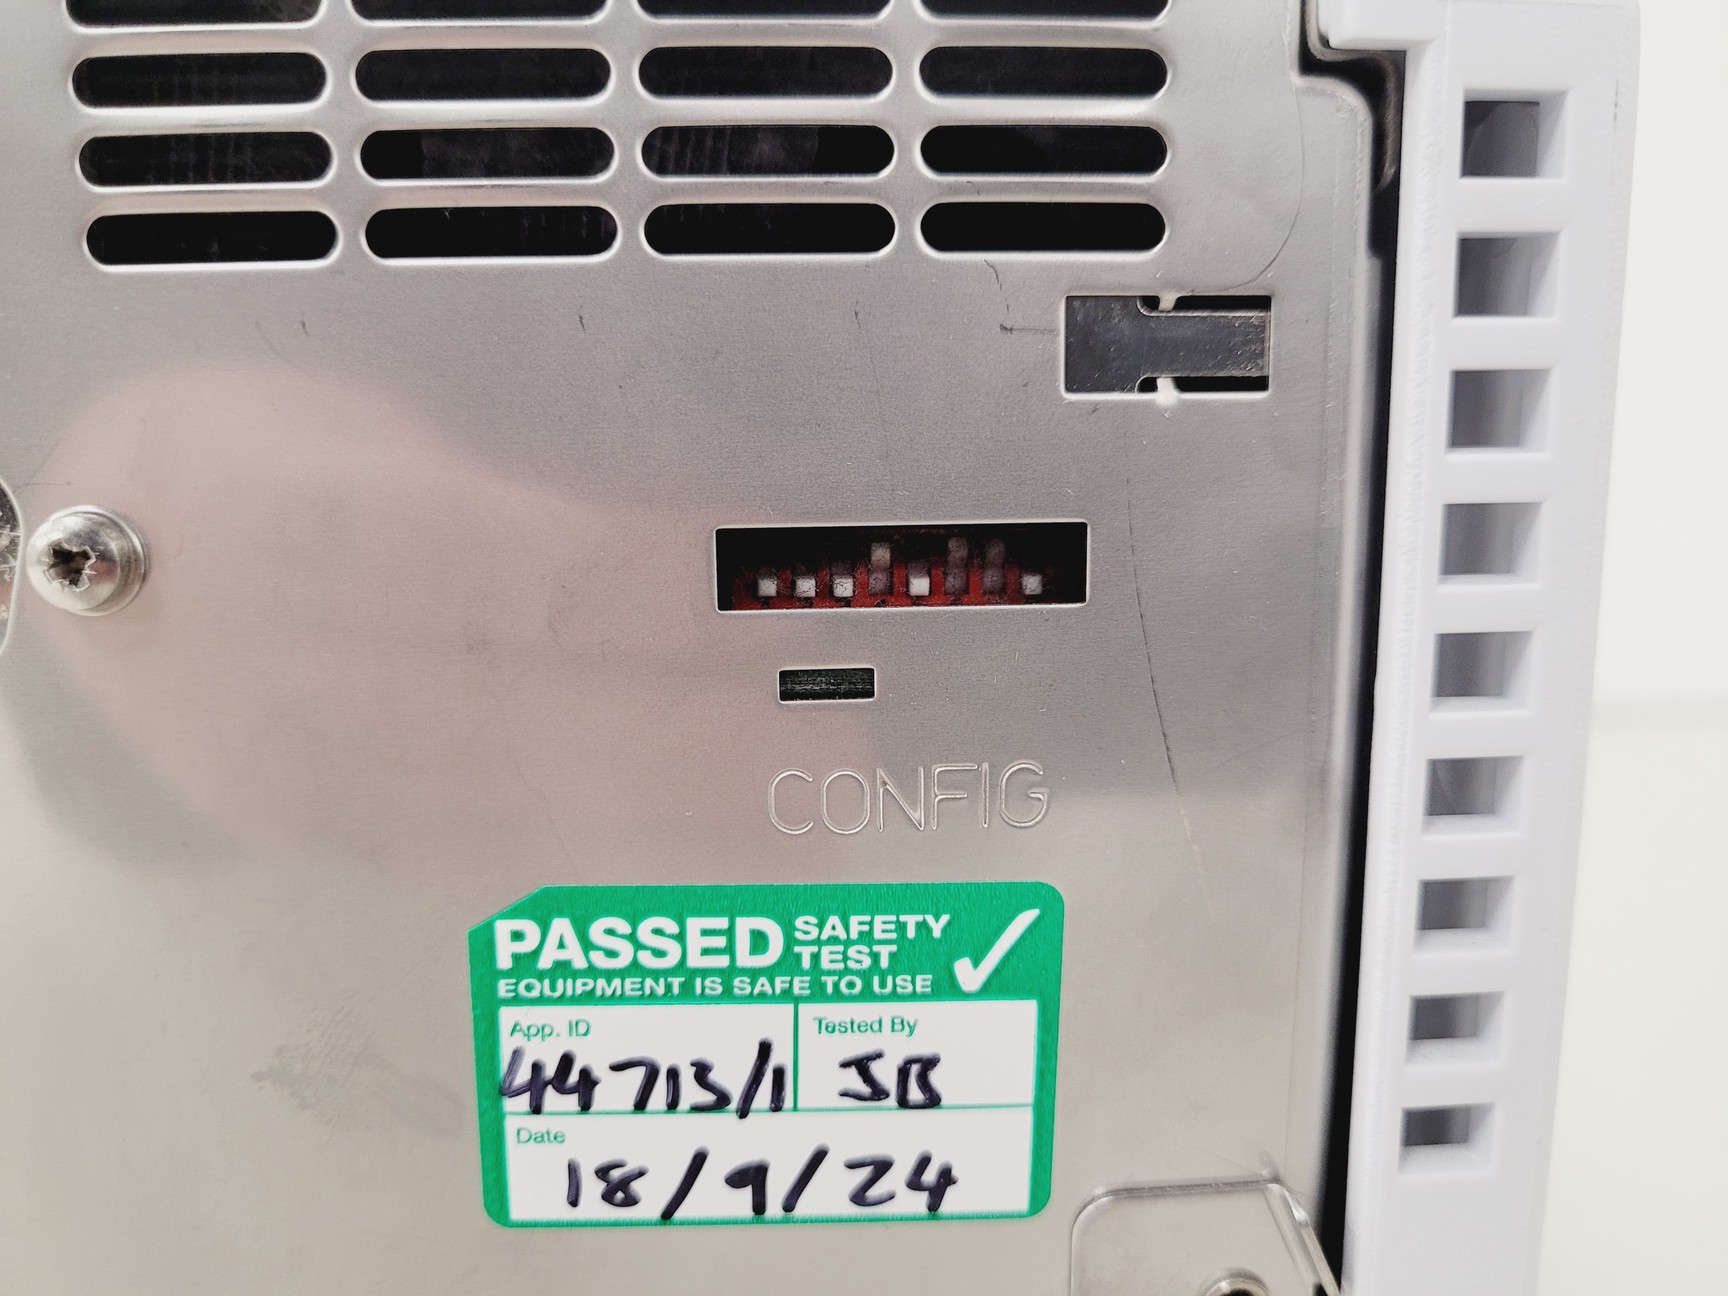 CONFIG
PASSED SAFETY TEST
EQUIPMENT IS SAFE TO USE
App. ID
44713/1
Tested By
JB
Date
18/9/24